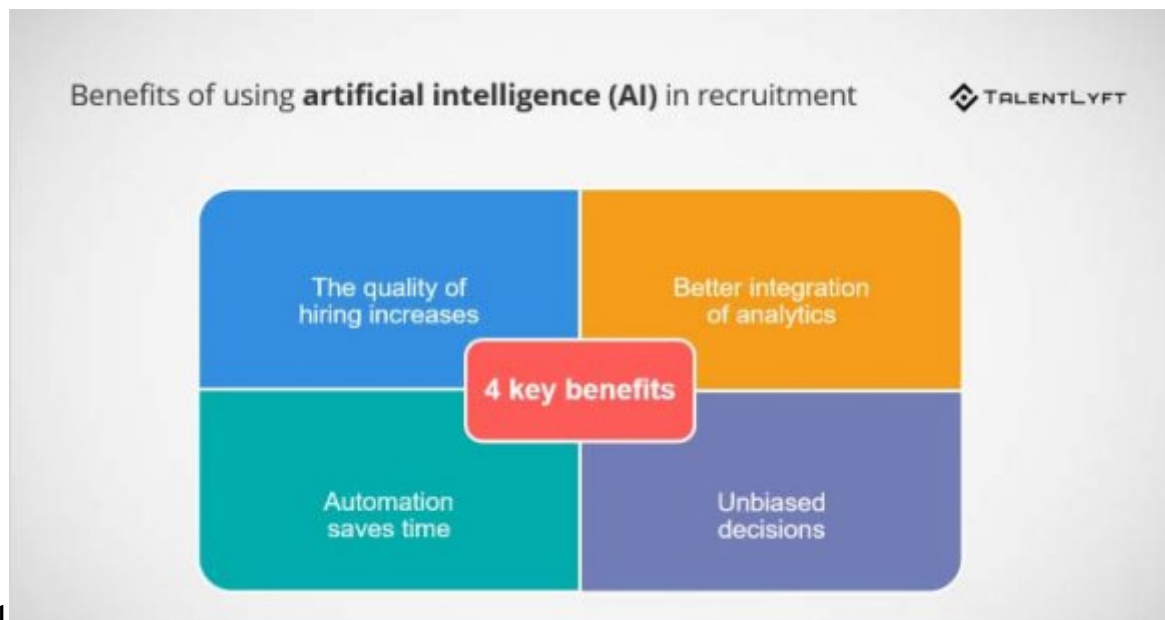 Benefits of using artificial intelligence (AI) in recruitment
TALENTLYFT
The quality of
hiring increases
Better integration
of analytics
4 key benefits
Automation
saves time
Unbiased
decisions